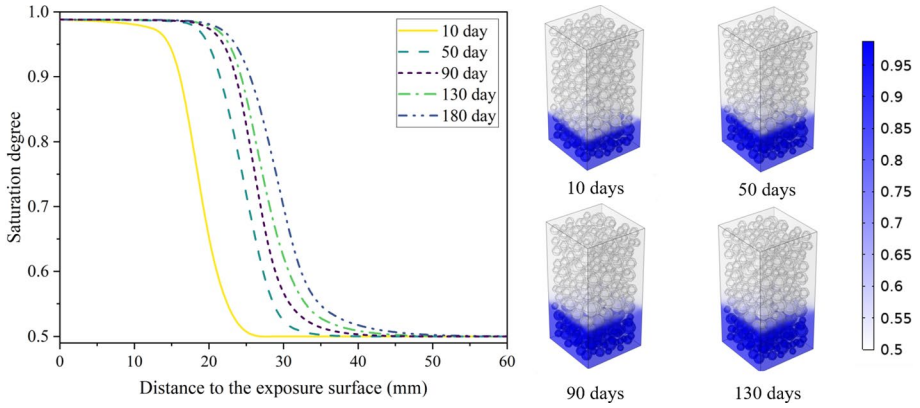 1.0
0.9
0.8
0.7
0.6
0.5
Saturation degree
0
10
20
30
40
50
60
Distance to the exposure surface (mm)
10 day
50 day
90 day
130 day
180 day
10 days
50 days
90 days
130 days
0.95
0.9
0.85
0.8
0.75
0.7
0.65
0.6
0.55
0.5